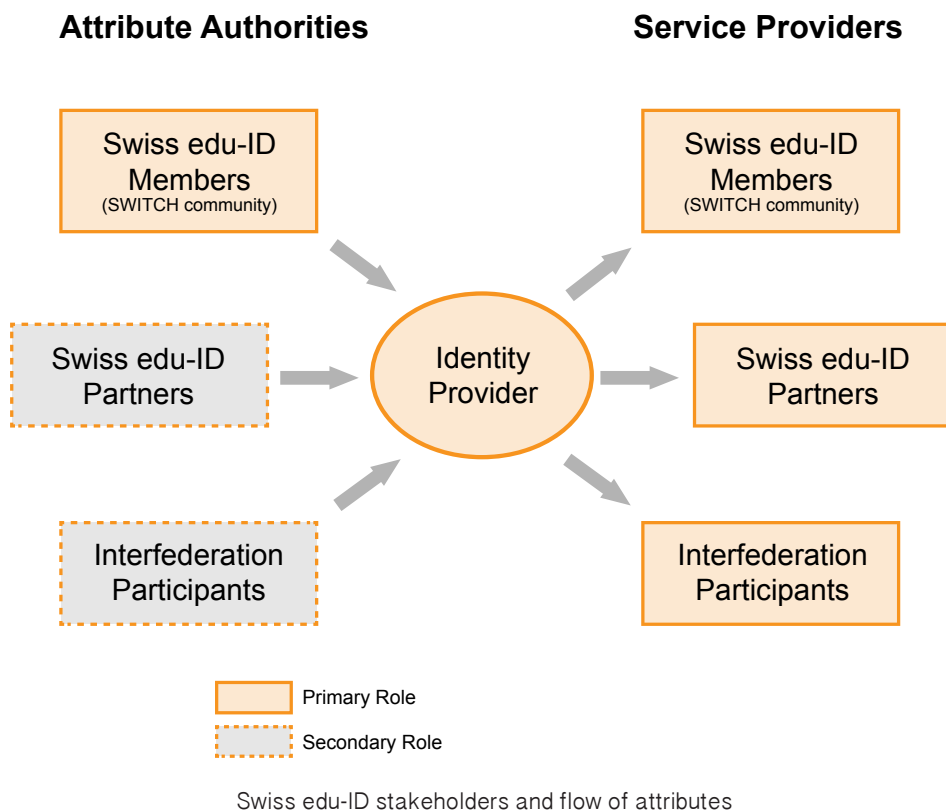 Attribute Authorities
Service Providers
Swiss edu-ID
Members
(SWITCH community)
Swiss edu-ID
Members
(SWITCH community)
Swiss edu-ID
Partners
Identity
Provider
Swiss edu-ID
Partners
Interfederation
Participants
Interfederation
Participants
Primary Role
Secondary Role
Swiss edu-ID stakeholders and flow of attributes